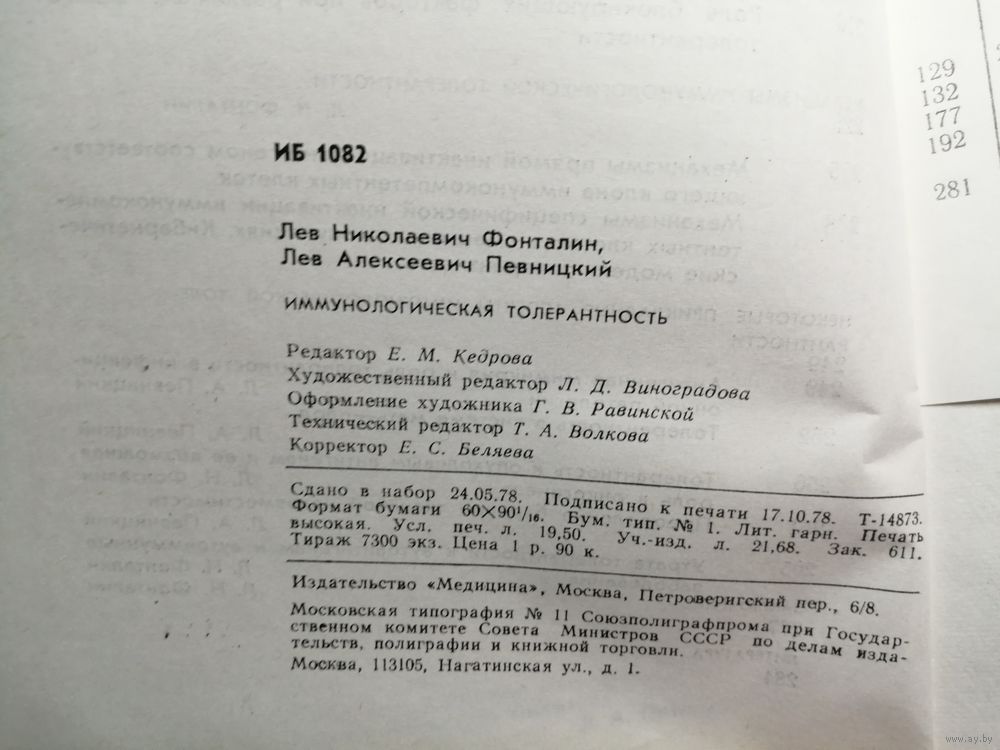 129
132
177
192
281
ИБ 1082
Лев Николаевич Фонталин,
Лев Алексеевич Певницкий
ИММУНОЛОГИЧЕСКАЯ ТОЛЕРАНТНОСТЬ
Редактор Е. М. Кедрова
Художественный редактор Л. Д. Виноградова
Оформление художника Г. В. Равинской
Технический редактор Т. А. Волкова
Корректор Е. С. Беляева
Сдано в набор 24.05.78. Подписано к печати 17.10.78. Т-14873.
Формат бумаги 60×90¹/₁₆. Бум. тип. № 1. Лит. гарн. Печать
высокая. Усл. печ. л. 19,50. Уч.-изд. л. 21,68. Зак. 611.
Тираж 7300 экз. Цена 1 р. 90 к.
Издательство «Медицина», Москва, Петроверигский пер., 6/8.
Московская типография № 11 Союзполиграфпрома при Государ-
ственном комитете Совета Министров СССР по делам изда-
тельств, полиграфии и книжной торговли.
Москва, 113105, Нагатинская ул., д. 1.
www.ay.by